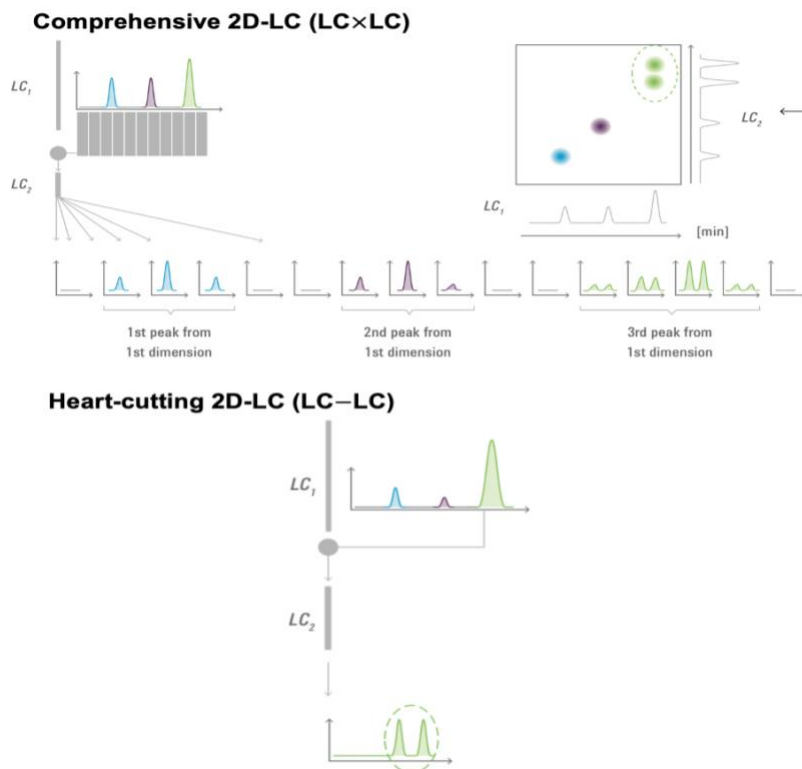 Comprehensive 2D-LC (LC×LC)
LC1
LC2
LC2
LC1
[min]
1st peak from
1st dimension
2nd peak from
1st dimension
3rd peak from
1st dimension
Heart-cutting 2D-LC (LC–LC)
LC1
LC2